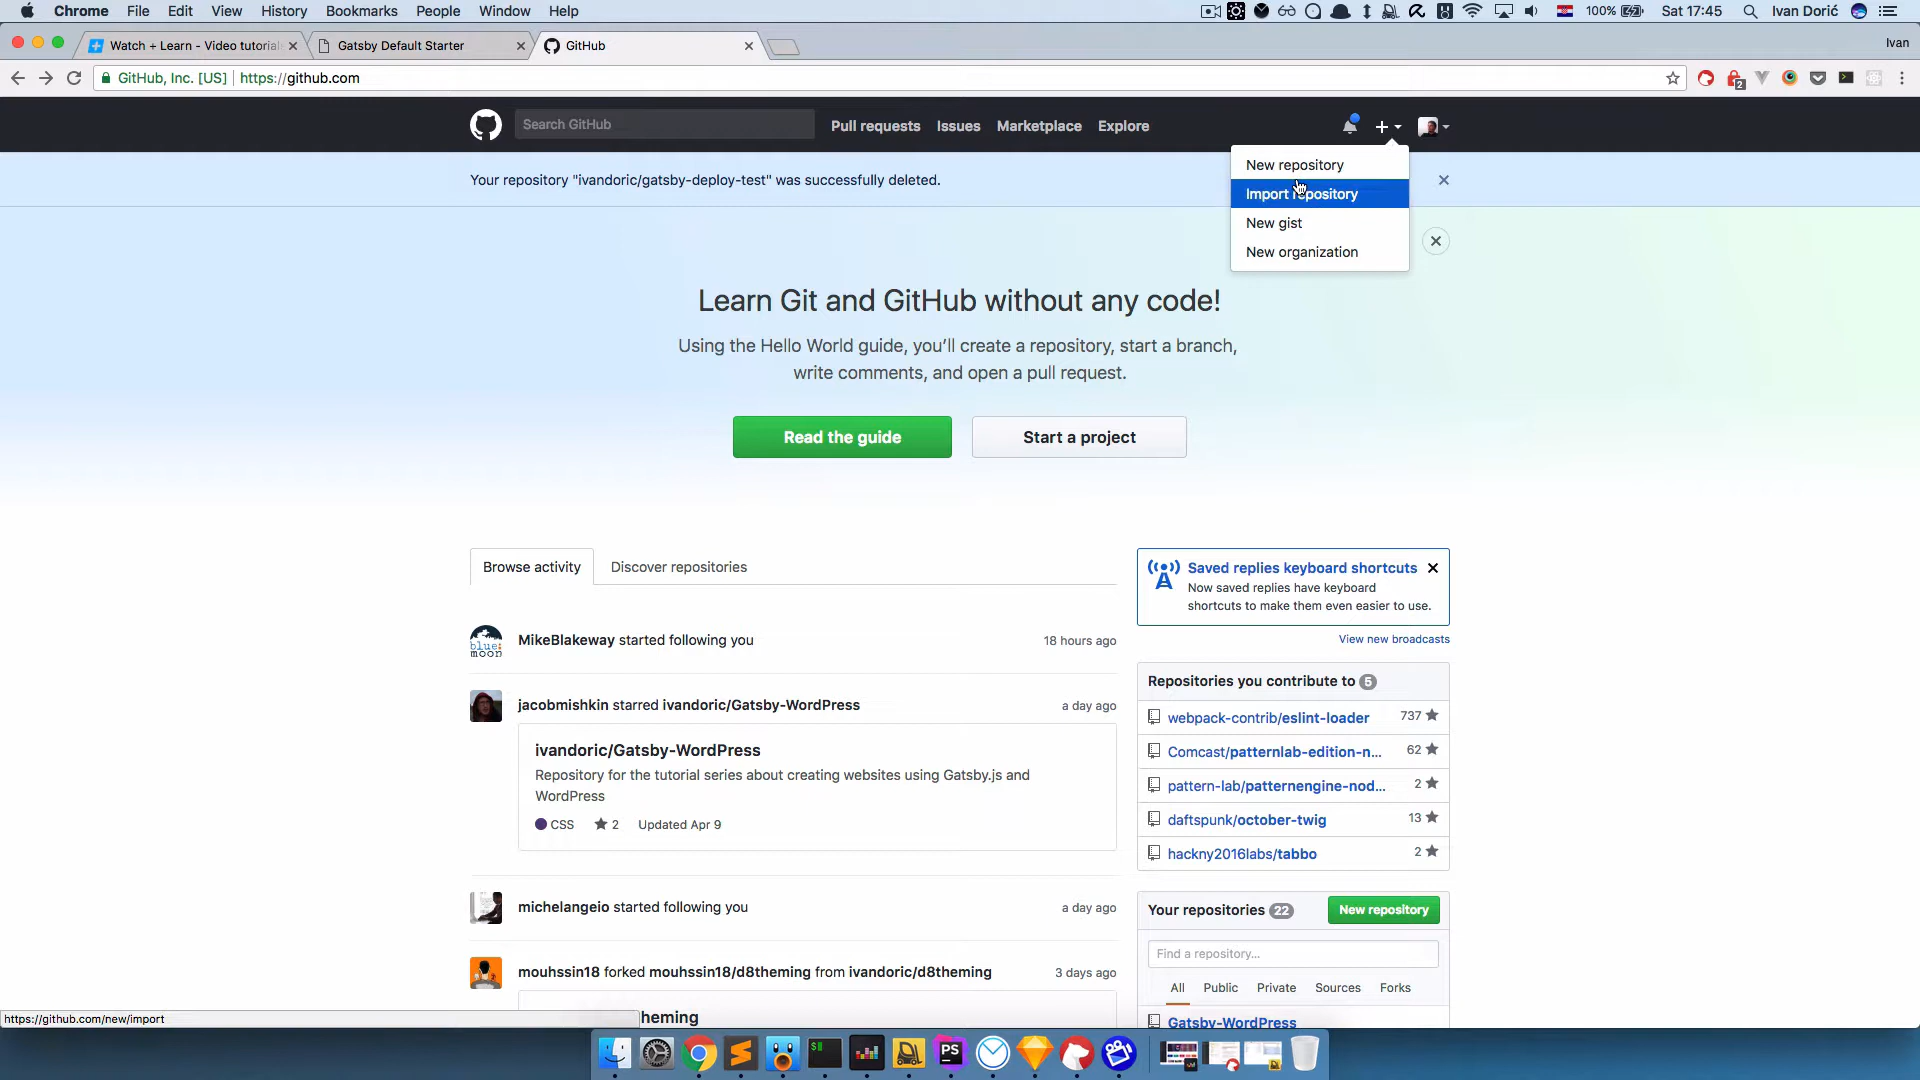 Chrome File Edit View History Bookmarks People Window Help
100% Sat 17:45 Ivan Dorić
Watch + Learn - Video tutorial
Gatsby Default Starter
GitHub
Ivan
GitHub, Inc. [US] https://github.com
2
Search GitHub
Pull requests Issues Marketplace Explore
Your repository "ivandoric/gatsby-deploy-test" was successfully deleted.
New repository
Import repository
New gist
New organization
Learn Git and GitHub without any code!
Using the Hello World guide, you’ll create a repository, start a branch,
write comments, and open a pull request.
Read the guide
Start a project
Browse activity
Discover repositories
blue
moon
MikeBlakeway started following you
18 hours ago
jacobmishkin starred ivandoric/Gatsby-WordPress
a day ago
ivandoric/Gatsby-WordPress
Repository for the tutorial series about creating websites using Gatsby.js and
WordPress
CSS 2 Updated Apr 9
michelangeio started following you
a day ago
mouhssin18 forked mouhssin18/d8theming from ivandoric/d8theming
3 days ago
heming
Saved replies keyboard shortcuts
Now saved replies have keyboard
shortcuts to make them even easier to use.
View new broadcasts
Repositories you contribute to 5
webpack-contrib/eslint-loader 737
Comcast/patternlab-edition-n... 62
pattern-lab/patternengine-nod... 2
daftspunk/october-twig 13
hackny2016labs/tabbo 2
Your repositories 22
New repository
Find a repository...
All Public Private Sources Forks
Gatsby-WordPress
https://github.com/new/import
$
PS